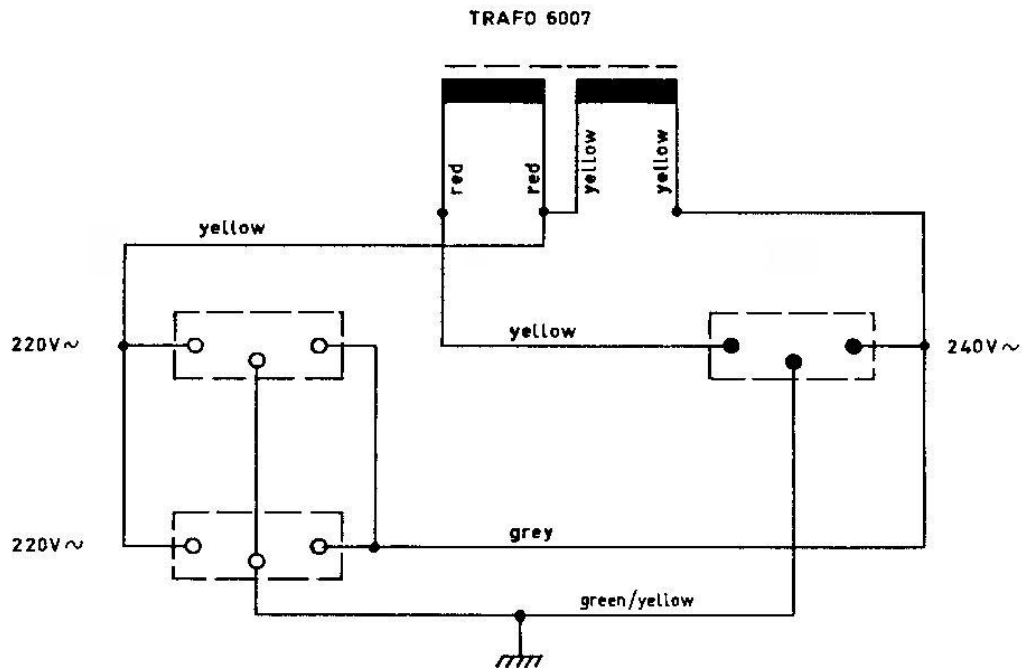 TRAFO 6007
red
red
yellow
yellow
yellow
220V~
yellow
240V~
220V~
grey
green/yellow